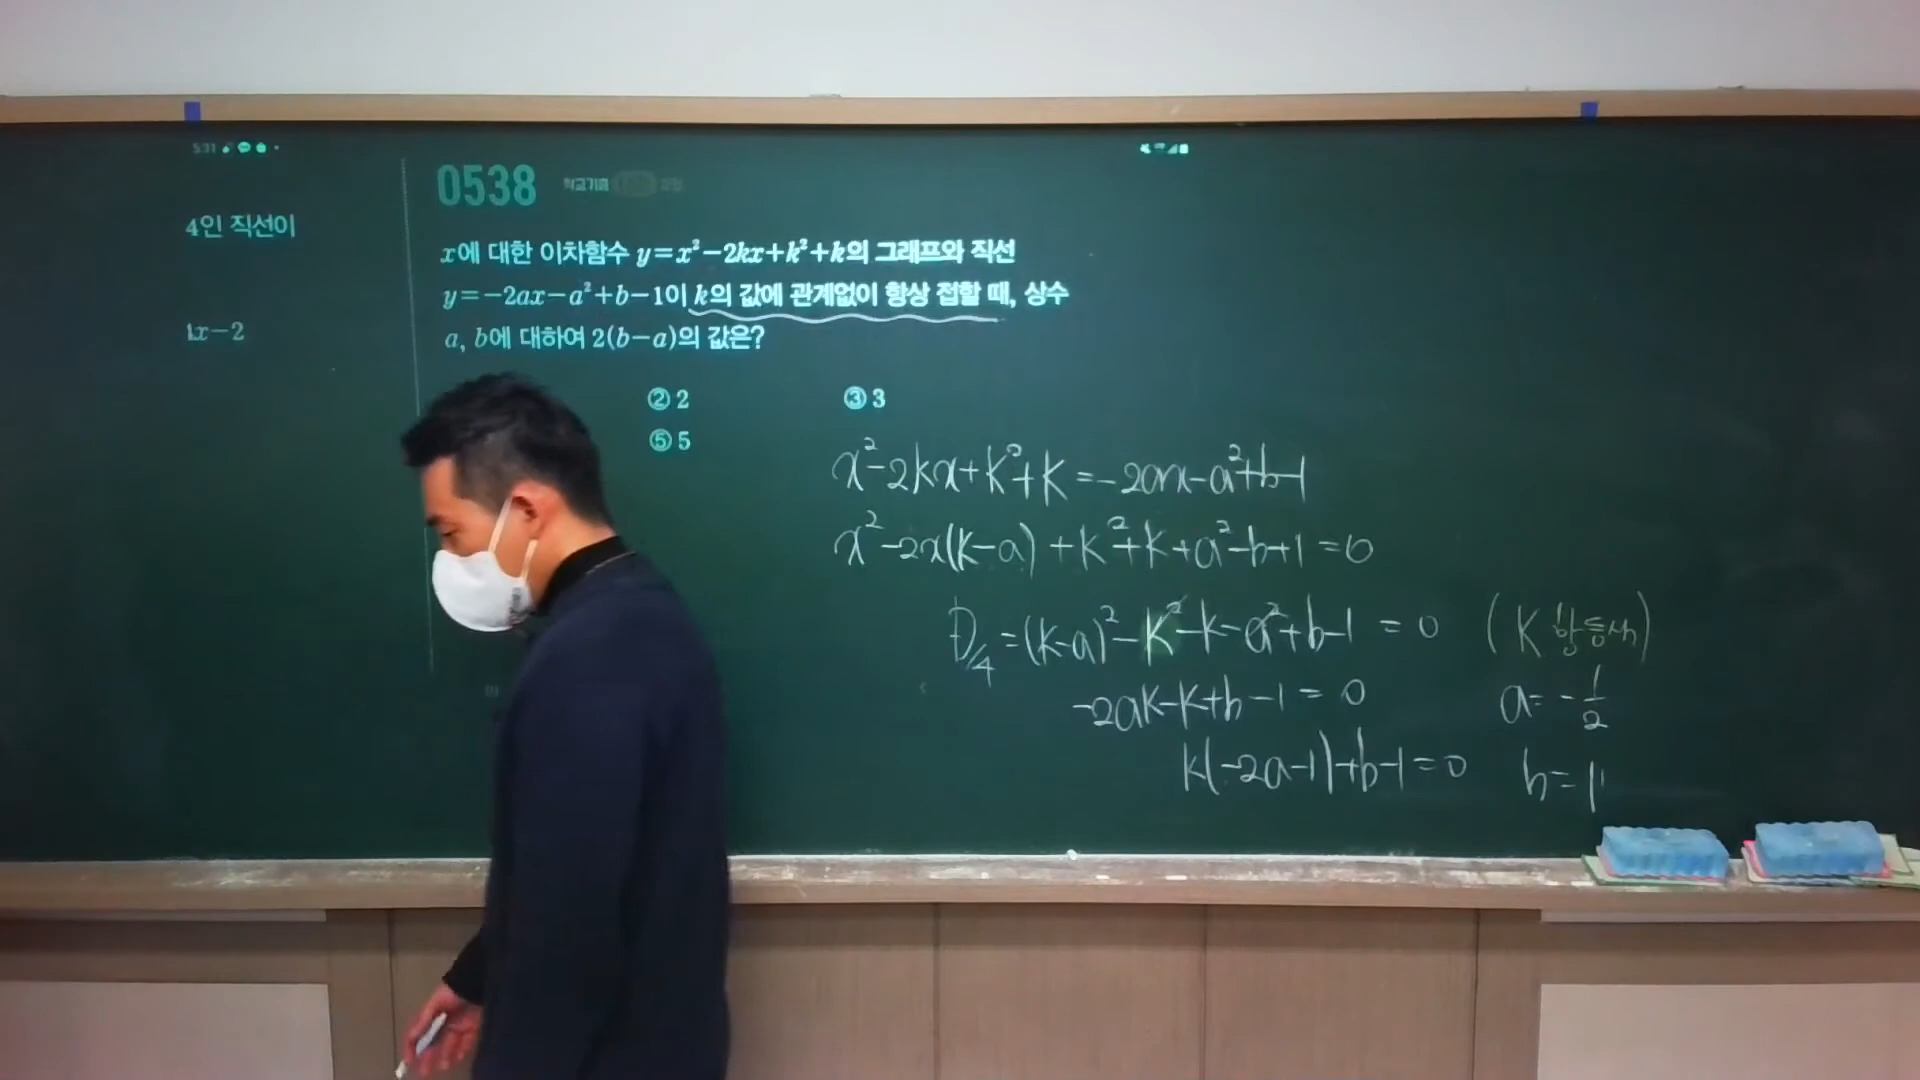 5:31
4인 직선이
x-2
0538
x에 대한 이차함수 y=x²-2kx+k²+k의 그래프와 직선
y=-2ax-a²+b-1이 k의 값에 관계없이 항상 접할 때, 상수
a, b에 대하여 2(b-a)의 값은?
② 2 ③ 3
⑤ 5
x²-2kx+k²+k=-2ax-a²+b-1
x²-2x(k-a)+k²+k+a²-b+1=0
D/4=(k-a)²-k²-k-a²+b-1=0 (K 항등식)
-2ak-k+b-1=0 a=-1/2
k(-2a-1)+b-1=0 b=1